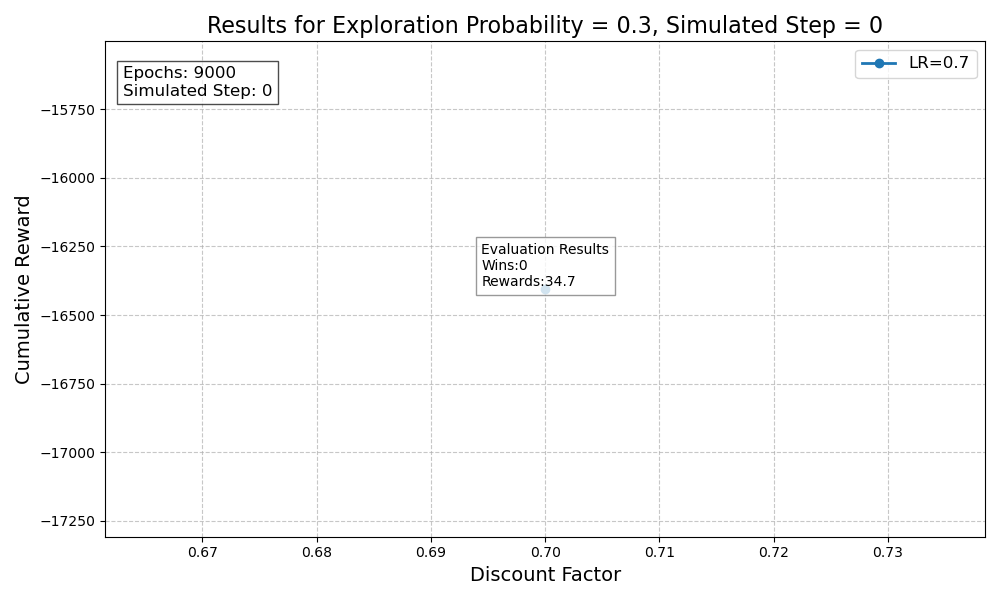 Results for Exploration Probability = 0.3, Simulated Step = 0
Epochs: 9000
Simulated Step: 0
LR=0.7
Cumulative Reward
−15750
−16000
−16250
−16500
−16750
−17000
−17250
Evaluation Results
Wins:0
Rewards:34.7
0.67 0.68 0.69 0.70 0.71 0.72 0.73
Discount Factor